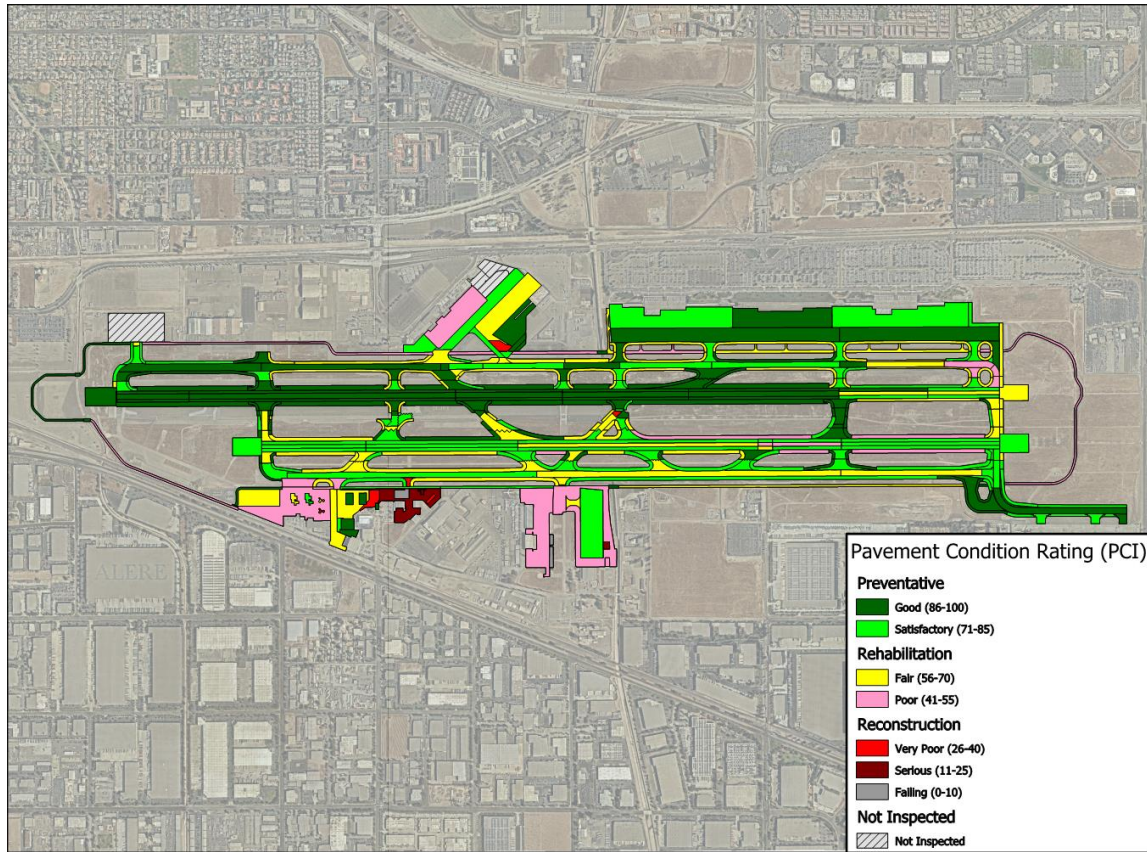 ALERE
Pavement Condition Rating (PCI)
Preventative
Good (86-100)
Satisfactory (71-85)
Rehabilitation
Fair (56-70)
Poor (41-55)
Reconstruction
Very Poor (26-40)
Serious (11-25)
Failing (0-10)
Not Inspected
Not Inspected